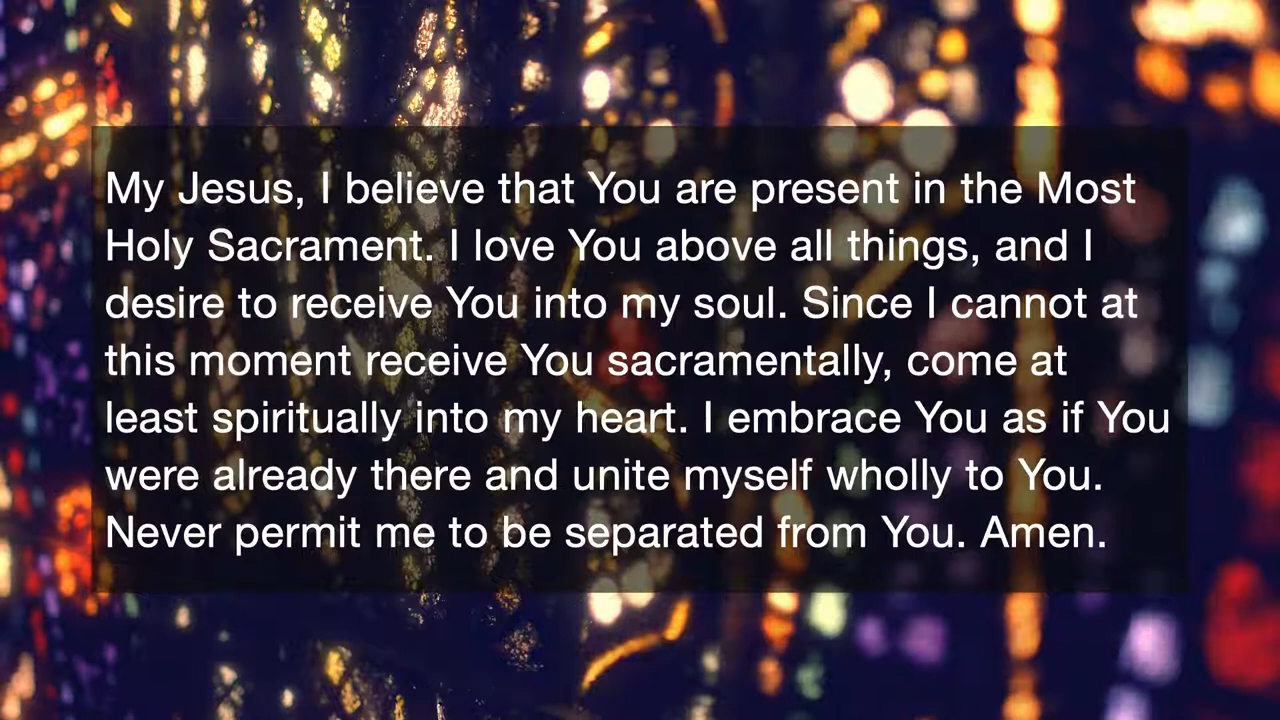 My Jesus, I believe that You are present in the Most
Holy Sacrament. I love You above all things, and I
desire to receive You into my soul. Since I cannot at
this moment receive You sacramentally, come at
least spiritually into my heart. I embrace You as if You
were already there and unite myself wholly to You.
Never permit me to be separated from You. Amen.